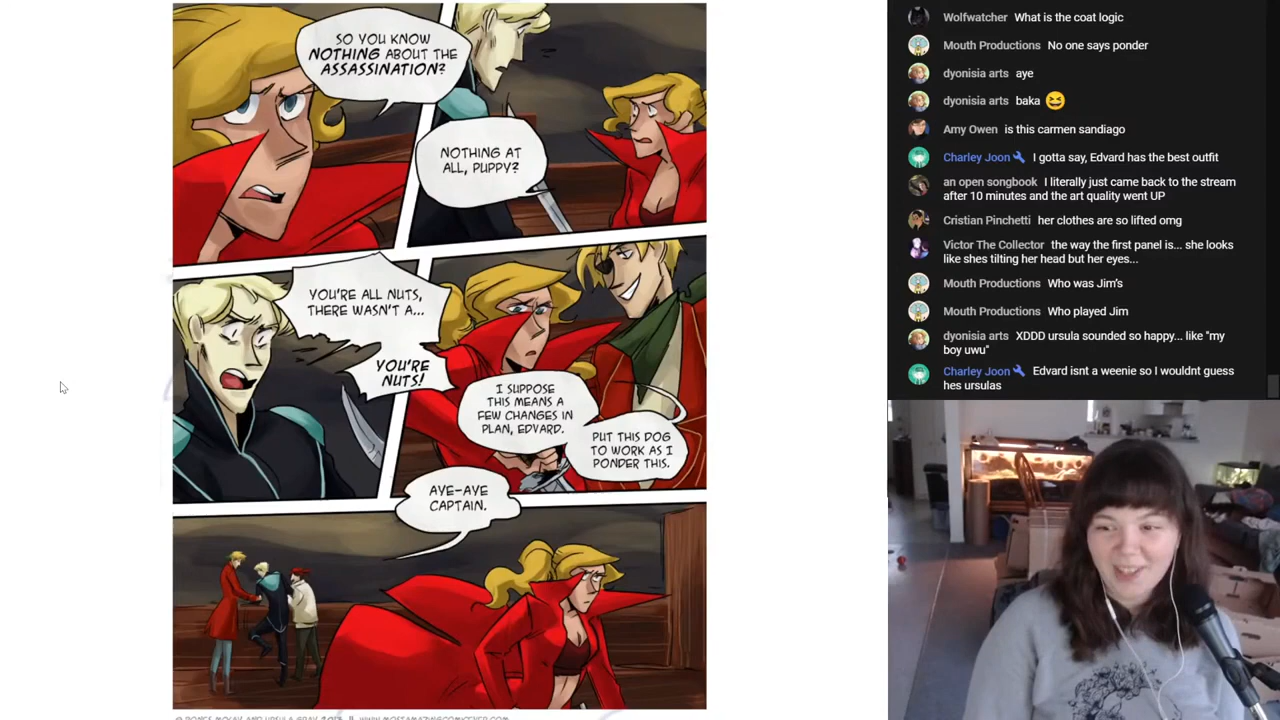 SO YOU KNOW
NOTHING ABOUT THE
ASSASSINATION?
NOTHING AT
ALL, PUPPY?
YOU'RE ALL NUTS,
THERE WASN'T A...
YOU'RE
NUTS!
I SUPPOSE
THIS MEANS A
FEW CHANGES IN
PLAN, EDVARD.
PUT THIS DOG
TO WORK AS I
PONDER THIS.
AYE-AYE
CAPTAIN.
Wolfwatcher What is the coat logic
Mouth Productions No one says ponder
dyonisia arts aye
dyonisia arts baka 😆
Amy Owen is this carmen sandiago
Charley Joon I gotta say, Edvard has the best outfit
an open songbook I literally just came back to the stream
after 10 minutes and the art quality went UP
Cristian Pinchetti her clothes are so lifted omg
Victor The Collector the way the first panel is... she looks
like shes tilting her head but her eyes...
Mouth Productions Who was Jim's
Mouth Productions Who played Jim
dyonisia arts XDDD ursula sounded so happy... like "my
boy uwu"
Charley Joon Edvard isnt a weenie so I wouldnt guess
hes ursulas